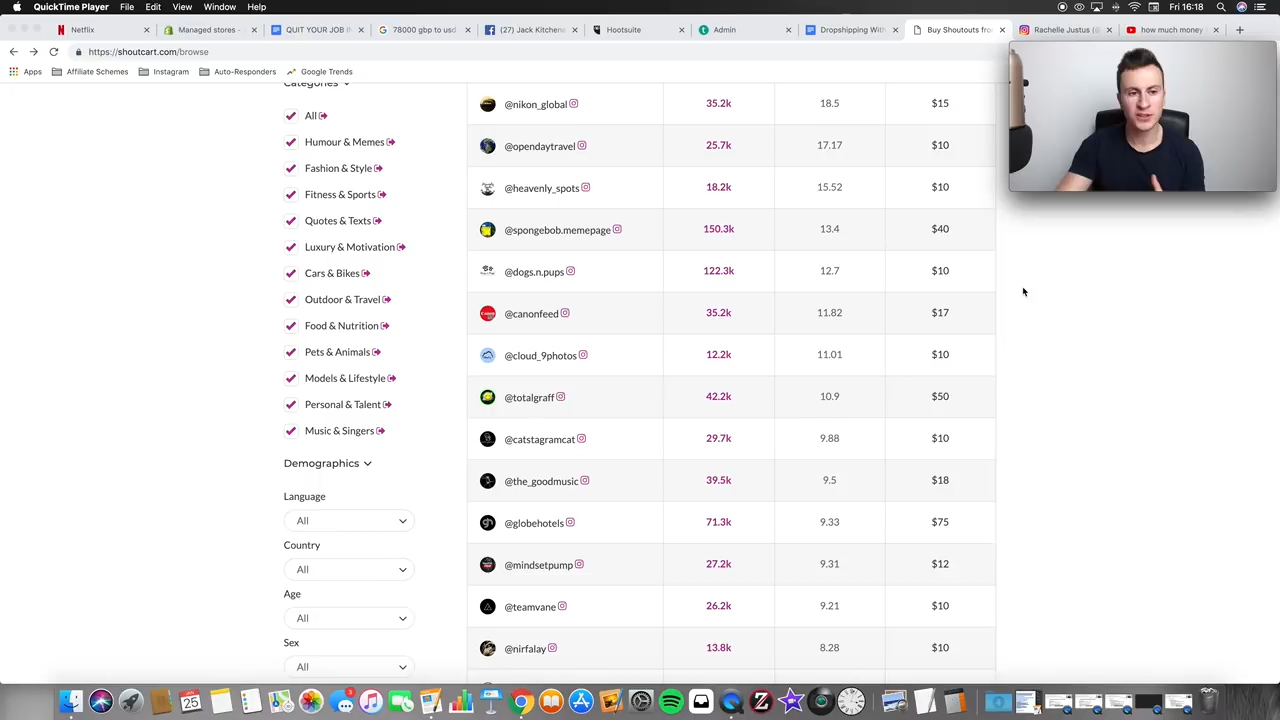 QuickTime Player File Edit View Window Help Fri 16:18
Netflix
Managed stores -
QUIT YOUR JOB
78000 gbp to usd
(27) Jack Kitchen
Hootsuite
Admin
Dropshipping With
Buy Shoutouts from
Rachelle Justus (@
how much money
https://shoutcart.com/browse
Apps Affiliate Schemes Instagram Auto-Responders Google Trends
Categories
All
Humour & Memes
Fashion & Style
Fitness & Sports
Quotes & Texts
Luxury & Motivation
Cars & Bikes
Outdoor & Travel
Food & Nutrition
Pets & Animals
Models & Lifestyle
Personal & Talent
Music & Singers
Demographics
Language
All
Country
All
Age
All
Sex
All
@nikon_global 35.2k 18.5 $15
@opendaytravel 25.7k 17.17 $10
@heavenly_spots 18.2k 15.52 $10
@spongebob.memepage 150.3k 13.4 $40
@dogs.n.pups 122.3k 12.7 $10
@canonfeed 35.2k 11.82 $17
@cloud_9photos 12.2k 11.01 $10
@totalgraff 42.2k 10.9 $50
@catstagramcat 29.7k 9.88 $10
@the_goodmusic 39.5k 9.5 $18
@globehotels 71.3k 9.33 $75
@mindsetpump 27.2k 9.31 $12
@teamvane 26.2k 9.21 $10
@nirfalay 13.8k 8.28 $10